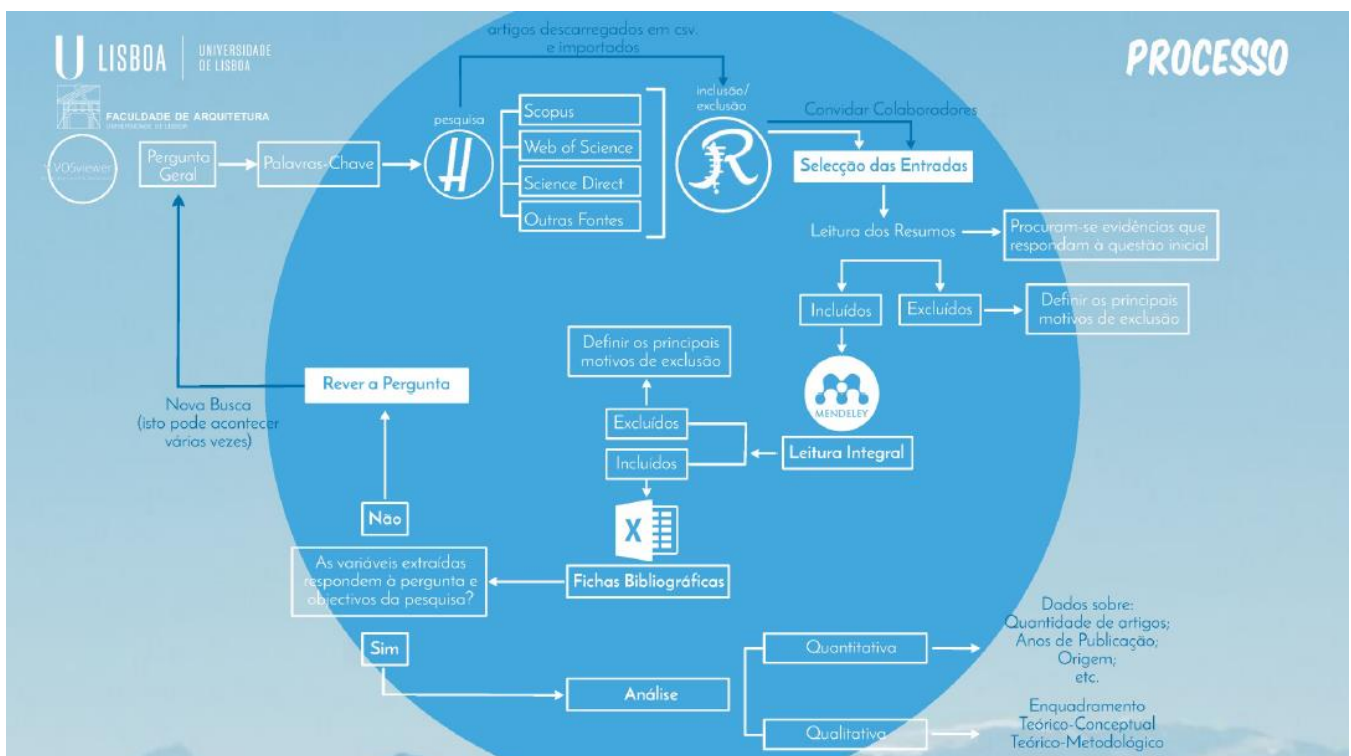 LISBOA
UNIVERSIDADE
DE LISBOA
FACULDADE DE ARQUITETURA
UNIVERSIDADE DE LISBOA
PROCESSO
artigos descarregados em csv.
e importados
VOSviewer
Pergunta
Geral
Palavras-Chave
pesquisa
Scopus
Web of Science
Science Direct
Outras Fontes
inclusão/
exclusão
Convidar Colaboradores
Selecção das Entradas
Leitura dos Resumos
Procuram-se evidências que
respondam à questão inicial
Incluídos
Excluídos
Definir os principais
motivos de exclusão
MENDELEY
Leitura Integral
Definir os principais
motivos de exclusão
Excluídos
Incluídos
X
Fichas Bibliográficas
As variáveis extraídas
respondem à pergunta e
objectivos da pesquisa?
Não
Rever a Pergunta
Nova Busca
(isto pode acontecer
várias vezes)
Sim
Análise
Quantitativa
Dados sobre:
Quantidade de artigos;
Anos de Publicação;
Origem;
etc.
Qualitativa
Enquadramento
Teórico-Conceptual
Teórico-Metodológico